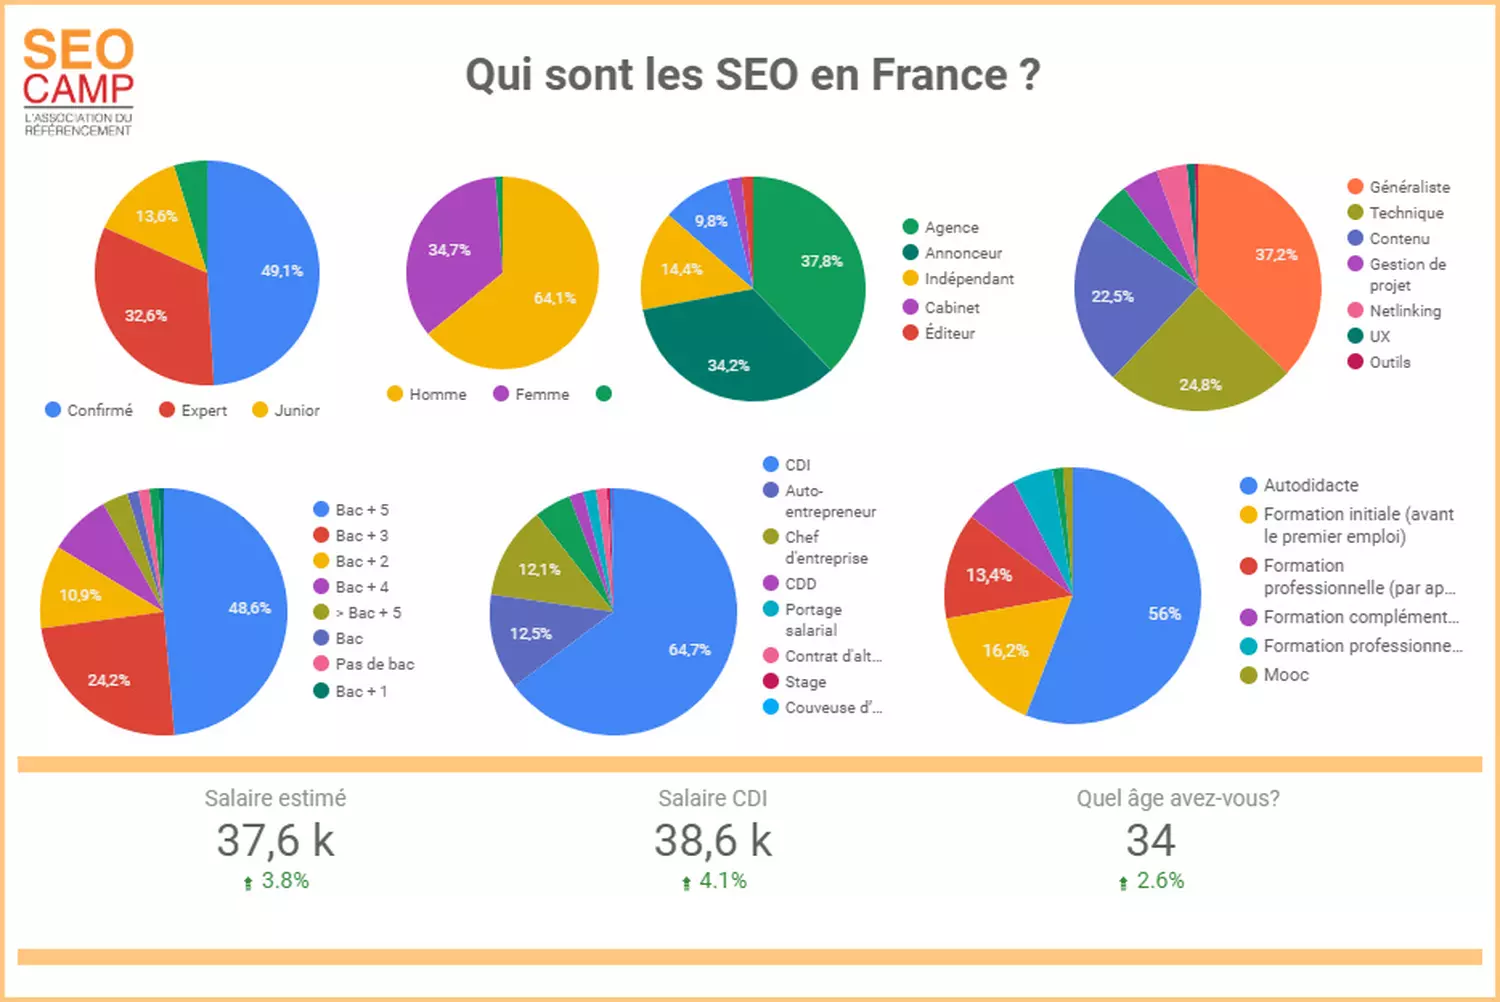 SEO
CAMP
L'ASSOCIATION DU
RÉFÉRENCEMENT
Qui sont les SEO en France ?
13,6%
49,1%
32,6%
Confirmé
Expert
Junior
34,7%
64,1%
Homme
Femme
9,8%
37,8%
14,4%
34,2%
Agence
Annonceur
Indépendant
Cabinet
Éditeur
37,2%
22,5%
24,8%
Généraliste
Technique
Contenu
Gestion de
projet
Netlinking
UX
Outils
10,9%
48,6%
24,2%
Bac + 5
Bac + 3
Bac + 2
Bac + 4
> Bac + 5
Bac
Pas de bac
Bac + 1
12,1%
12,5%
64,7%
CDI
Auto-
entrepreneur
Chef
d'entreprise
CDD
Portage
salarial
Contrat d'alt...
Stage
Couveuse d'...
13,4%
56%
16,2%
Autodidacte
Formation initiale (avant
le premier emploi)
Formation
professionnelle (par ap...
Formation complément...
Formation professionne...
Mooc
Salaire estimé
37,6 k
3.8%
Salaire CDI
38,6 k
4.1%
Quel âge avez-vous?
34
2.6%